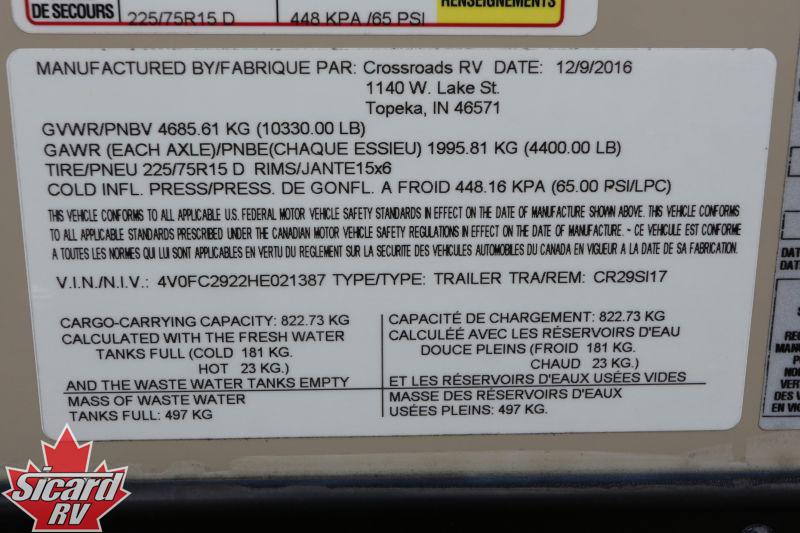 DE SECOURS 225/75R15 D 448 KPA /65 PSI RENSEIGNEMENTS
MANUFACTURED BY/FABRIQUE PAR: Crossroads RV DATE: 12/9/2016
1140 W. Lake St.
Topeka, IN 46571
GVWR/PNBV 4685.61 KG (10330.00 LB)
GAWR (EACH AXLE)/PNBE(CHAQUE ESSIEU) 1995.81 KG (4400.00 LB)
TIRE/PNEU 225/75R15 D RIMS/JANTE15x6
COLD INFL. PRESS/PRESS. DE GONFL. A FROID 448.16 KPA (65.00 PSI/LPC)
THIS VEHICLE CONFORMS TO ALL APPLICABLE U.S. FEDERAL MOTOR VEHICLE SAFETY STANDARDS IN EFFECT ON THE DATE OF MANUFACTURE SHOWN ABOVE. THIS VEHICLE CONFORMS
TO ALL APPLICABLE STANDARDS PRESCRIBED UNDER THE CANADIAN MOTOR VEHICLE SAFETY REGULATIONS IN EFFECT ON THE DATE OF MANUFACTURE. - CE VEHICULE EST CONFORME
A TOUTES LES NORMES QUI LUI SONT APPLICABLES EN VERTU DU REGLEMENT SUR LA SECURITE DES VEHICULES AUTOMOBILES DU CANADA EN VIGUEUR A LA DATE DE SA FABRICATION.
V.I.N./N.I.V.: 4V0FC2922HE021387 TYPE/TYPE: TRAILER TRA/REM: CR29SI17
CARGO-CARRYING CAPACITY: 822.73 KG
CALCULATED WITH THE FRESH WATER
TANKS FULL (COLD 181 KG.
HOT 23 KG.)
AND THE WASTE WATER TANKS EMPTY
MASS OF WASTE WATER
TANKS FULL: 497 KG
CAPACITÉ DE CHARGEMENT: 822.73 KG
CALCULÉE AVEC LES RÉSERVOIRS D'EAU
DOUCE PLEINS (FROID 181 KG.
CHAUD 23 KG.)
ET LES RÉSERVOIRS D'EAUX USÉES VIDES
MASSE DES RÉSERVOIRS D'EAUX
USÉES PLEINS: 497 KG.
Sicard
RV